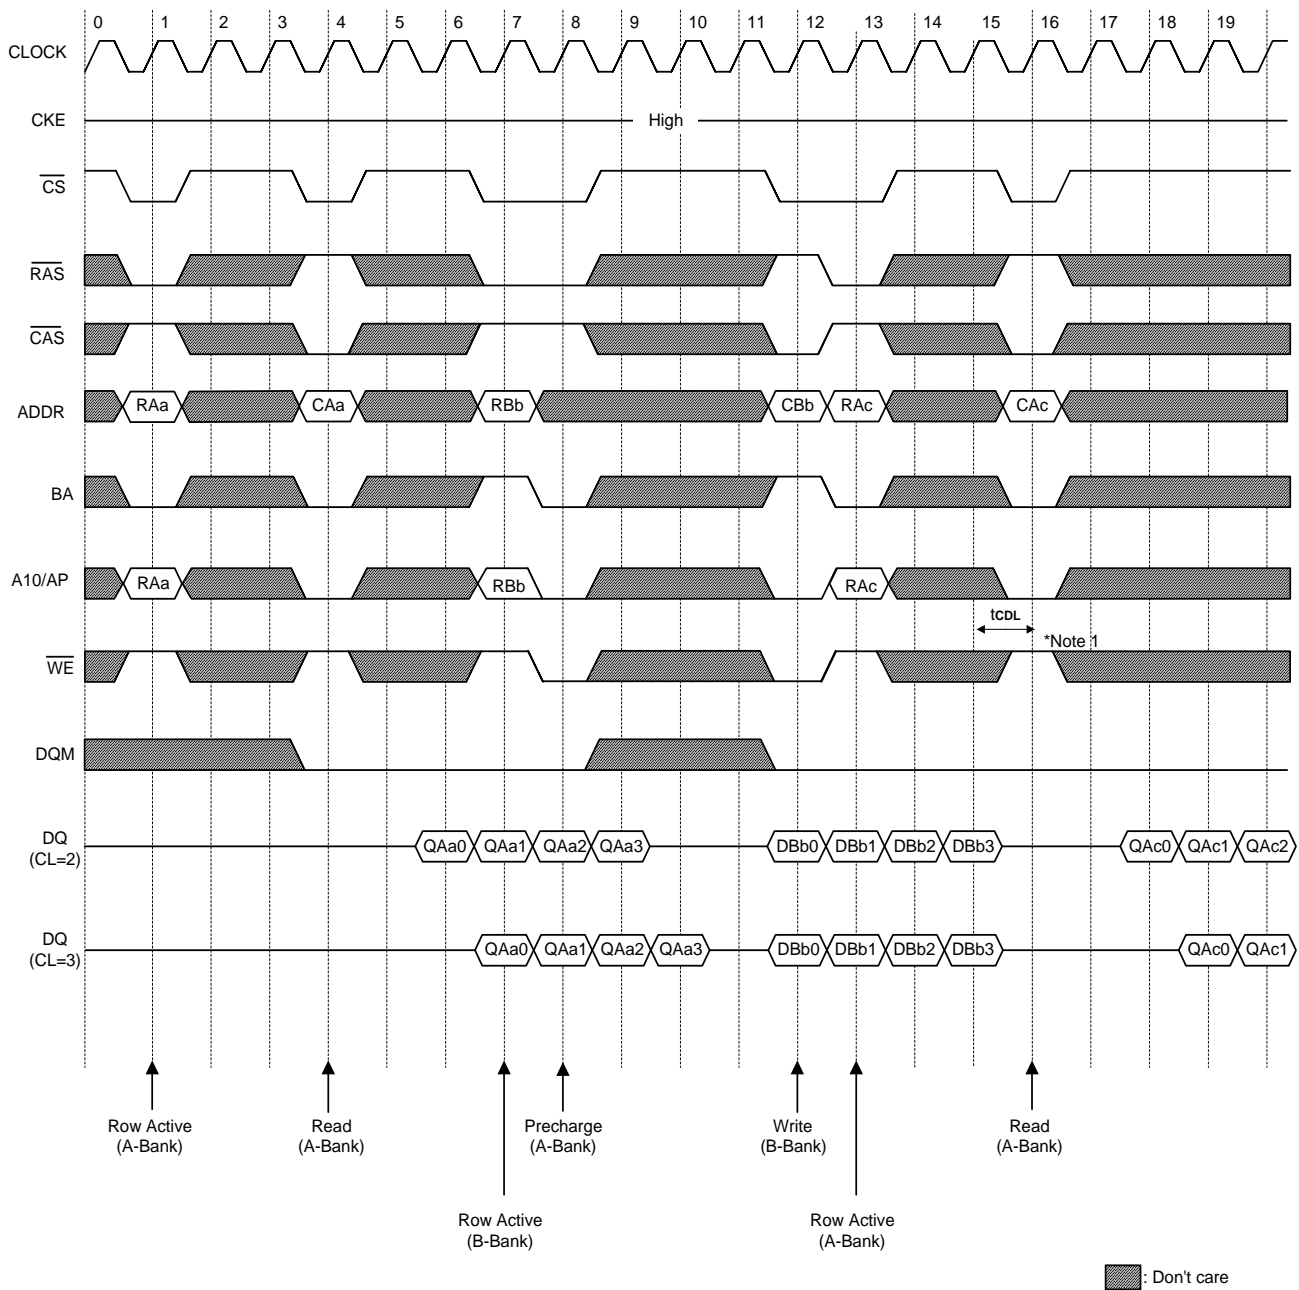 0 1 2 3 4 5 6 7 8 9 10 11 12 13 14 15 16 17 18 19
CLOCK
CKE High
CS
RAS
CAS
ADDR RAa CAa RBb CBb RAc CAc
BA
A10/AP RAa RBb RAc
tCDL
*Note 1
WE
DQM
DQ
(CL=2) QAa0 QAa1 QAa2 QAa3 DBb0 DBb1 DBb2 DBb3 QAc0 QAc1 QAc2
DQ
(CL=3) QAa0 QAa1 QAa2 QAa3 DBb0 DBb1 DBb2 DBb3 QAc0 QAc1
Row Active
(A-Bank)
Read
(A-Bank)
Precharge
(A-Bank)
Write
(B-Bank)
Read
(A-Bank)
Row Active
(B-Bank)
Row Active
(A-Bank)
: Don't care